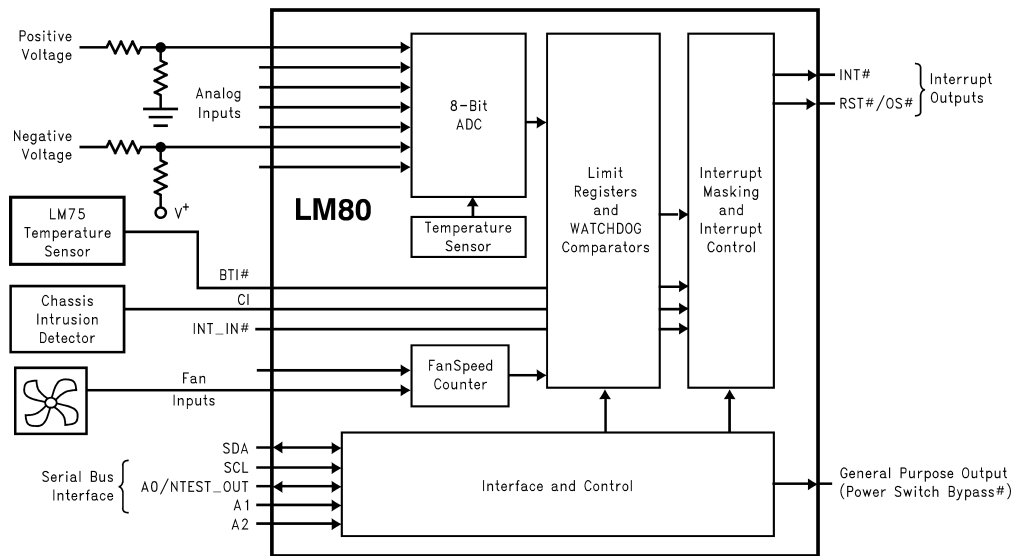 Positive
Voltage
Analog
Inputs
Negative
Voltage
V+
8-Bit
ADC
LM80
Temperature
Sensor
Limit
Registers
and
WATCHDOG
Comparators
Interrupt
Masking
and
Interrupt
Control
INT#
RST#/OS#
Interrupt
Outputs
LM75
Temperature
Sensor
BTI#
Chassis
Intrusion
Detector
CI
INT_IN#
Fan
Inputs
FanSpeed
Counter
Serial Bus
Interface
SDA
SCL
A0/NTEST_OUT
A1
A2
Interface and Control
General Purpose Output
(Power Switch Bypass#)